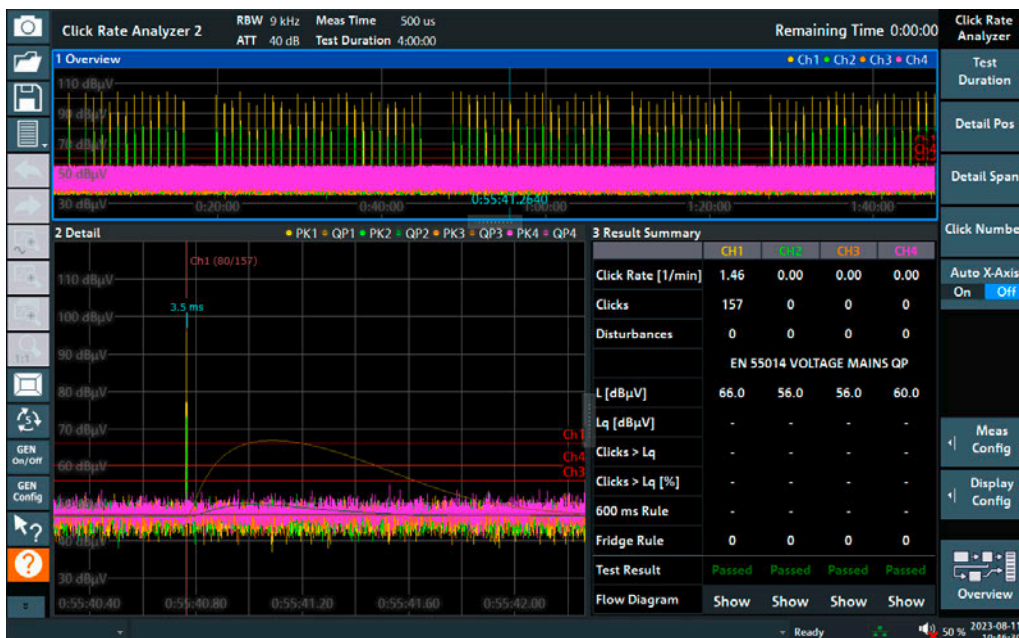 Click Rate Analyzer 2
RBW 9 kHz Meas Time 500 us
ATT 40 dB Test Duration 4:00:00
Remaining Time 0:00:00
Click Rate Analyzer
1 Overview
Ch1 Ch2 Ch3 Ch4
110 dBµV
90 dBµV
70 dBµV
50 dBµV
30 dBµV
Ch1
Ch4
Ch3
0:55:41.2640
0:20:00 0:40:00 1:00:00 1:20:00 1:40:00
2 Detail
PK1 QP1 PK2 QP2 PK3 QP3 PK4 QP4
Ch1 (80/157)
3.5 ms
110 dBµV
100 dBµV
90 dBµV
80 dBµV
70 dBµV
60 dBµV
40 dBµV
30 dBµV
Ch1
Ch4
Ch3
0:55:40.40 0:55:40.80 0:55:41.20 0:55:41.60 0:55:42.00
3 Result Summary
CH1 CH2 CH3 CH4
Click Rate [1/min] 1.46 0.00 0.00 0.00
Clicks 157 0 0 0
Disturbances 0 0 0 0
EN 55014 VOLTAGE MAINS QP
L [dBµV] 66.0 56.0 56.0 60.0
Lq [dBµV] - - - -
Clicks > Lq - - - -
Clicks > Lq [%] - - - -
600 ms Rule - - - -
Fridge Rule 0 0 0 0
Test Result Passed Passed Passed Passed
Flow Diagram Show Show Show Show
Test Duration
Detail Pos
Detail Span
Click Numbe
Auto X-Axis
On Off
Meas Config
Display Config
Overview
1:1
S
GEN On/Off
GEN Config
?
?
Ready
50 %
2023-08-11